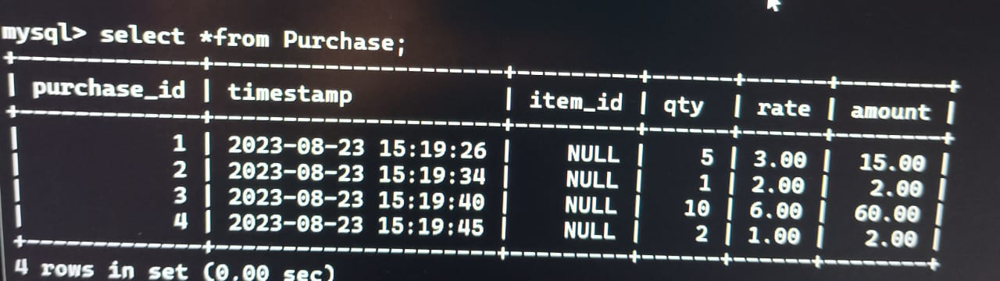 mysql> select *from Purchase;
+-------------+---------------------+---------+------+------+--------+
| purchase_id | timestamp           | item_id | qty  | rate | amount |
+-------------+---------------------+---------+------+------+--------+
|           1 | 2023-08-23 15:19:26 |    NULL |    5 | 3.00 |  15.00 |
|           2 | 2023-08-23 15:19:34 |    NULL |    1 | 2.00 |   2.00 |
|           3 | 2023-08-23 15:19:40 |    NULL |   10 | 6.00 |  60.00 |
|           4 | 2023-08-23 15:19:45 |    NULL |    2 | 1.00 |   2.00 |
+-------------+---------------------+---------+------+------+--------+
4 rows in set (0.00 sec)